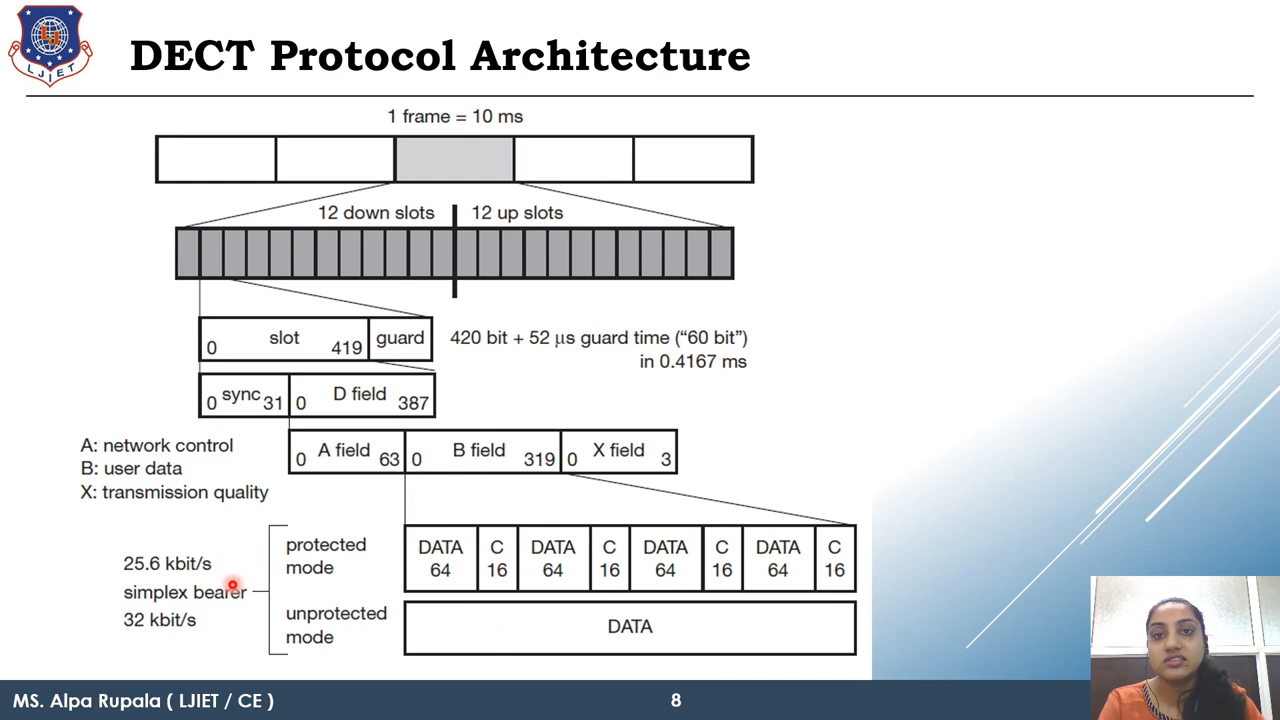 LJIET
DECT Protocol Architecture
1 frame = 10 ms
12 down slots 12 up slots
0 slot 419 guard
420 bit + 52 μs guard time (“60 bit”)
in 0.4167 ms
0 sync 31 0 D field 387
A: network control
B: user data
X: transmission quality
0 A field 63 0 B field 319 0 X field 3
25.6 kbit/s
simplex bearer
32 kbit/s
protected
mode
DATA C DATA C DATA C DATA C
64 16 64 16 64 16 64 16
unprotected
mode
DATA
MS. Alpa Rupala ( LJIET / CE )
8